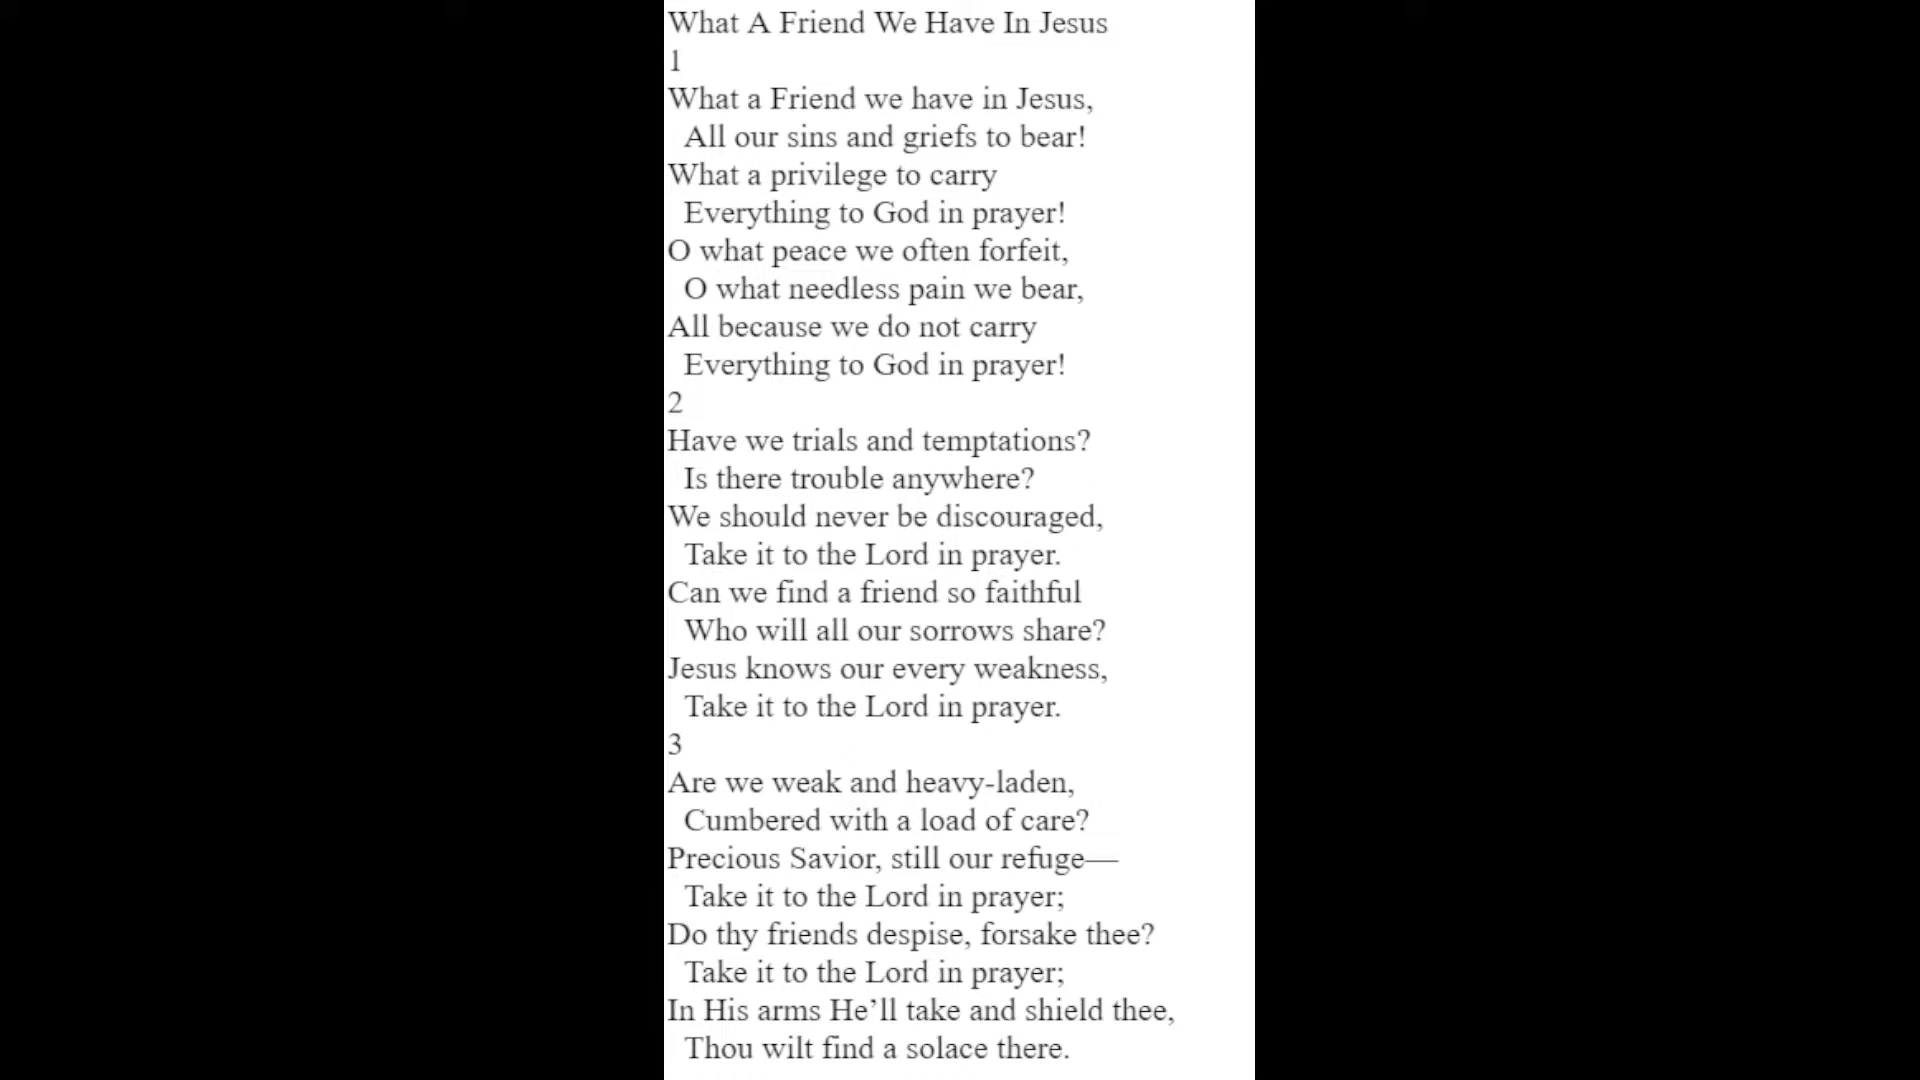 What A Friend We Have In Jesus
1
What a Friend we have in Jesus,
All our sins and griefs to bear!
What a privilege to carry
Everything to God in prayer!
O what peace we often forfeit,
O what needless pain we bear,
All because we do not carry
Everything to God in prayer!
2
Have we trials and temptations?
Is there trouble anywhere?
We should never be discouraged,
Take it to the Lord in prayer.
Can we find a friend so faithful
Who will all our sorrows share?
Jesus knows our every weakness,
Take it to the Lord in prayer.
3
Are we weak and heavy-laden,
Cumbered with a load of care?
Precious Savior, still our refuge—
Take it to the Lord in prayer;
Do thy friends despise, forsake thee?
Take it to the Lord in prayer;
In His arms He’ll take and shield thee,
Thou wilt find a solace there.